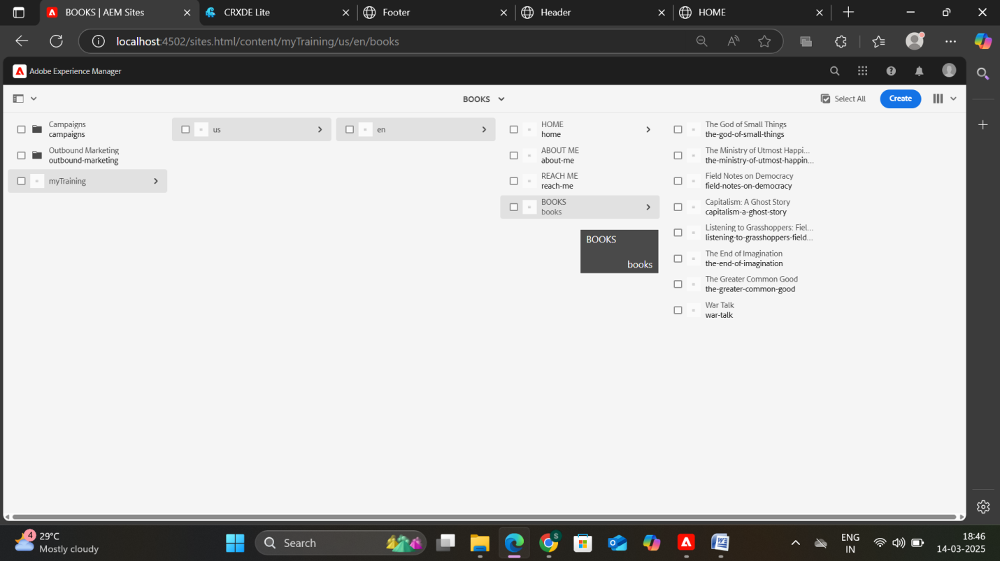 BOOKS | AEM Sites
CRXDE Lite
Footer
Header
HOME
localhost:4502/sites.html/content/myTraining/us/en/books
Adobe Experience Manager
BOOKS
Select All
Create
Campaigns
campaigns
Outbound Marketing
outbound-marketing
myTraining
us
en
HOME
home
ABOUT ME
about-me
REACH ME
reach-me
BOOKS
books
BOOKS
books
The God of Small Things
the-god-of-small-things
The Ministry of Utmost Happi...
the-ministry-of-utmost-happin...
Field Notes on Democracy
field-notes-on-democracy
Capitalism: A Ghost Story
capitalism-a-ghost-story
Listening to Grasshoppers: Fiel...
listening-to-grasshoppers-field...
The End of Imagination
the-end-of-imagination
The Greater Common Good
the-greater-common-good
War Talk
war-talk
4
29°C
Mostly cloudy
Search
S
ENG
IN
18:46
14-03-2025